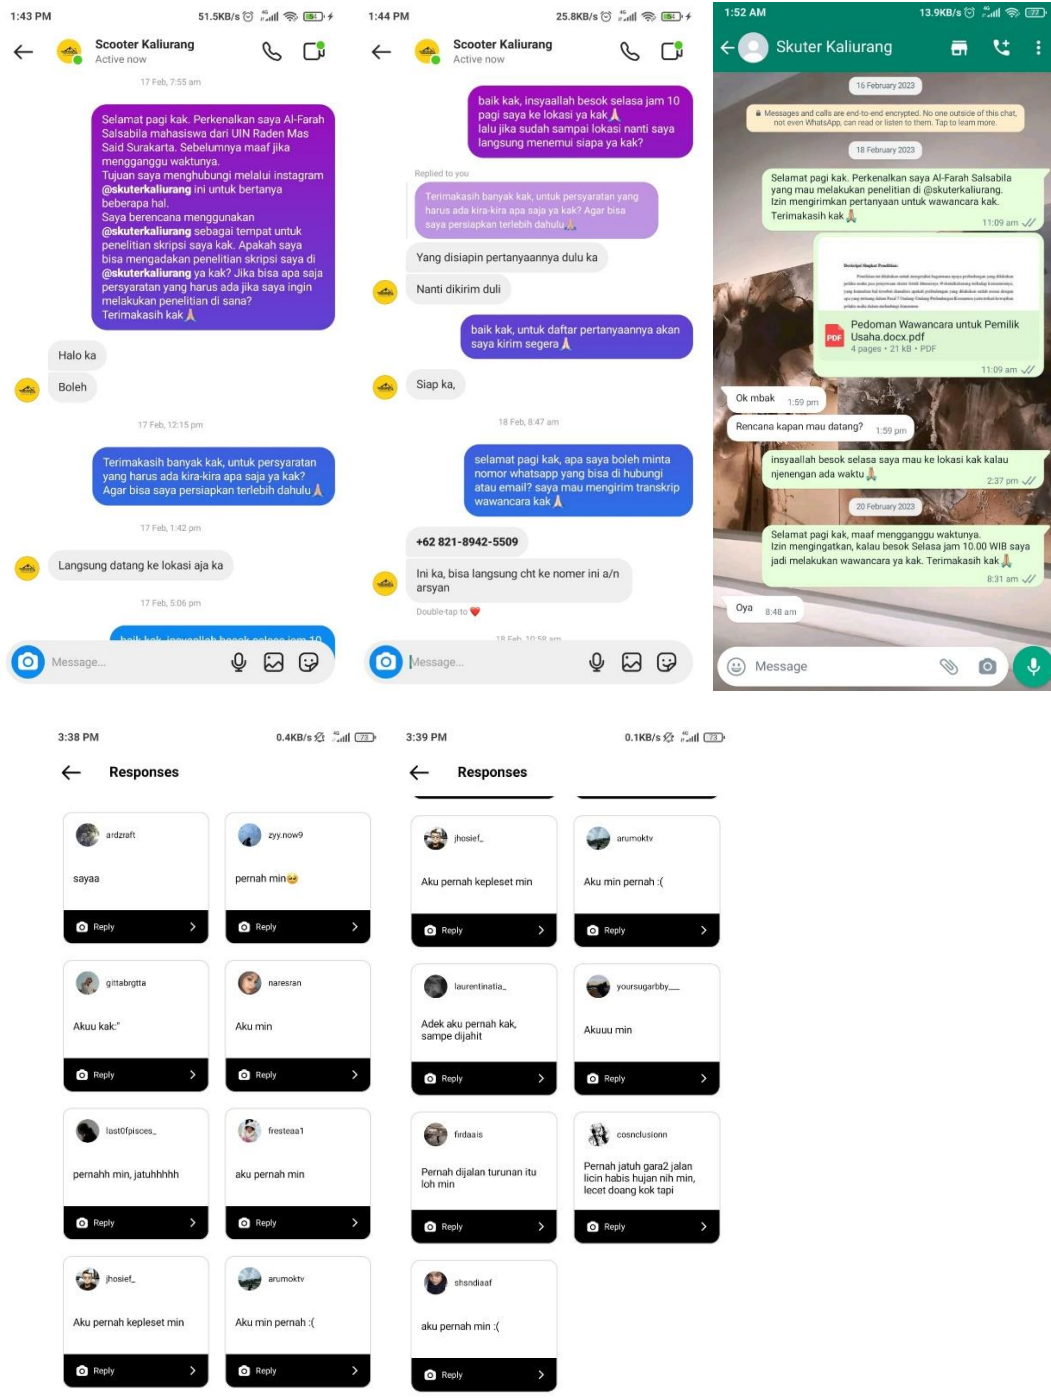 1:43 PM
51.5KB/s
Scooter Kaliurang
Active now
17 Feb, 7:55 am
Selamat pagi kak. Perkenalkan saya Al-Farah
Salsabila mahasiswa dari UIN Raden Mas
Said Surakarta. Sebelumnya maaf jika
mengganggu waktunya.
Tujuan saya menghubungi melalui instagram
@skuterkaliurang ini untuk bertanya
beberapa hal.
Saya berencana menggunakan
@skuterkaliurang sebagai tempat untuk
penelitian skripsi saya kak. Apakah saya
bisa mengadakan penelitian skripsi saya di
@skuterkaliurang ya kak? Jika bisa apa saja
persyaratan yang harus ada jika saya ingin
melakukan penelitian di sana?
Terimakasih kak🙏
Halo ka
Boleh
17 Feb, 12:15 pm
Terimakasih banyak kak, untuk persyaratan
yang harus ada kira-kira apa saja ya kak?
Agar bisa saya persiapkan terlebih dahulu🙏
17 Feb, 1:42 pm
Langsung datang ke lokasi aja ka
17 Feb, 5:06 pm
baik kak, insyaallah besok selasa jam 10
Message...
1:44 PM
25.8KB/s
Scooter Kaliurang
Active now
baik kak, insyaallah besok selasa jam 10
pagi saya ke lokasi ya kak🙏
lalu jika sudah sampai lokasi nanti saya
langsung menemui siapa ya kak?
Replied to you
Terimakasih banyak kak, untuk persyaratan yang
harus ada kira-kira apa saja ya kak? Agar bisa
saya persiapkan terlebih dahulu🙏
Yang disiapin pertanyaannya dulu ka
Nanti dikirim duli
baik kak, untuk daftar pertanyaannya akan
saya kirim segera🙏
Siap ka,
18 Feb, 8:47 am
selamat pagi kak, apa saya boleh minta
nomor whatsapp yang bisa di hubungi
atau email? saya mau mengirim transkrip
wawancara kak🙏
+62 821-8942-5509
Ini ka, bisa langsung cht ke nomer ini a/n
arsyan
Double-tap to ❤️
18 Feb, 10:58 am
Message...
1:52 AM
13.9KB/s
77
Skuter Kaliurang
16 February 2023
Messages and calls are end-to-end encrypted. No one outside of this chat,
not even WhatsApp, can read or listen to them. Tap to learn more.
18 February 2023
Selamat pagi kak. Perkenalkan saya Al-Farah Salsabila
yang mau melakukan penelitian di @skuterkaliurang.
Izin mengirimkan pertanyaan untuk wawancara kak.
Terimakasih kak🙏
11:09 am
Deskripsi Singkat Penelitian:
PDF
Pedoman Wawancara untuk Pemilik
Usaha.docx.pdf
4 pages • 21 kB • PDF
11:09 am
Ok mbak
1:59 pm
Rencana kapan mau datang?
1:59 pm
insyaallah besok selasa saya mau ke lokasi kak kalau
njenengan ada waktu🙏
2:37 pm
20 February 2023
Selamat pagi kak, maaf mengganggu waktunya.
Izin mengingatkan, kalau besok Selasa jam 10.00 WIB saya
jadi melakukan wawancara ya kak. Terimakasih kak🙏
8:31 am
Oya
8:48 am
Message
3:38 PM
0.4KB/s
73
Responses
ardzraft
zyy.now9
sayaa
pernah min🥹
Reply
Reply
gittabrgtta
naresran
Akuu kak:"
Aku min
Reply
Reply
last0fpisces_
fresteaa1
pernahh min, jatuhhhhh
aku pernah min
Reply
Reply
jhosief_
arumoktv
Aku pernah kepleset min
Aku min pernah :(
Reply
Reply
3:39 PM
0.1KB/s
73
Responses
jhosief_
arumoktv
Aku pernah kepleset min
Aku min pernah :(
Reply
Reply
laurentinatia_
yoursugarbby___
Adek aku pernah kak,
sampe dijahit
Akuuu min
Reply
Reply
firdaais
cosnclusionn
Pernah dijalan turunan itu
loh min
Pernah jatuh gara2 jalan
licin habis hujan nih min,
lecet doang kok tapi
Reply
Reply
shsndiaaf
aku pernah min :(
Reply